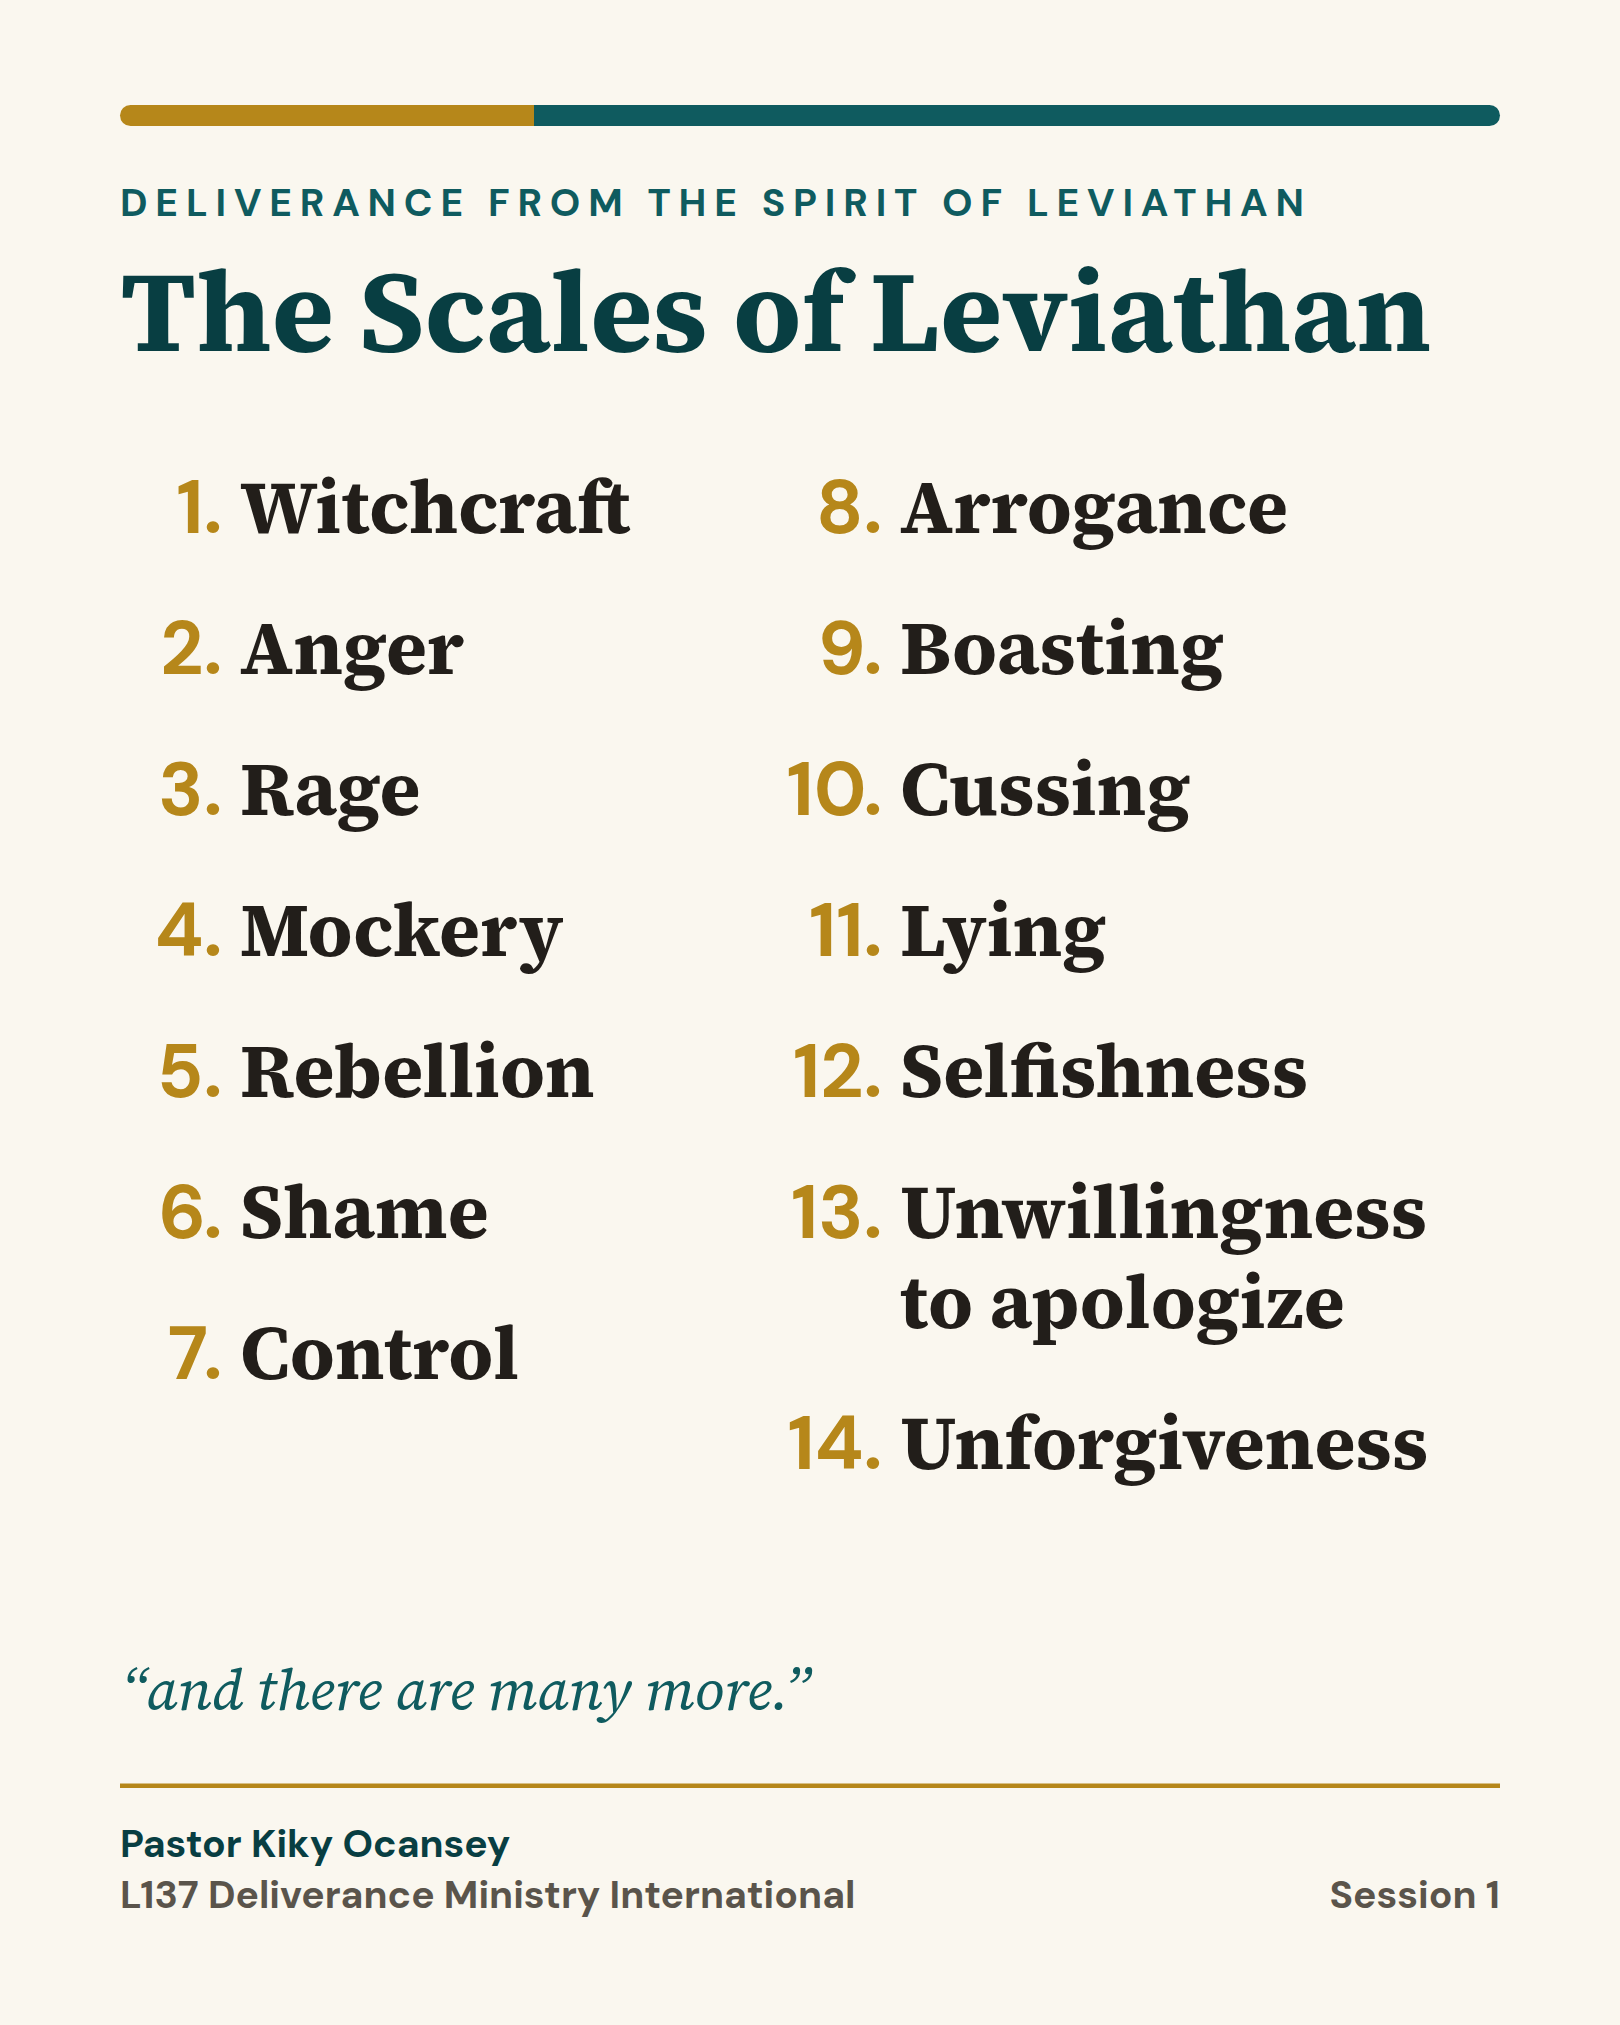 DELIVERANCE FROM THE SPIRIT OF LEVIATHAN
The Scales of Leviathan
1. Witchcraft
2. Anger
3. Rage
4. Mockery
5. Rebellion
6. Shame
7. Control
8. Arrogance
9. Boasting
10. Cussing
11. Lying
12. Selfishness
13. Unwillingness
to apologize
14. Unforgiveness
“and there are many more.”
Pastor Kiky Ocansey
L137 Deliverance Ministry International
Session 1